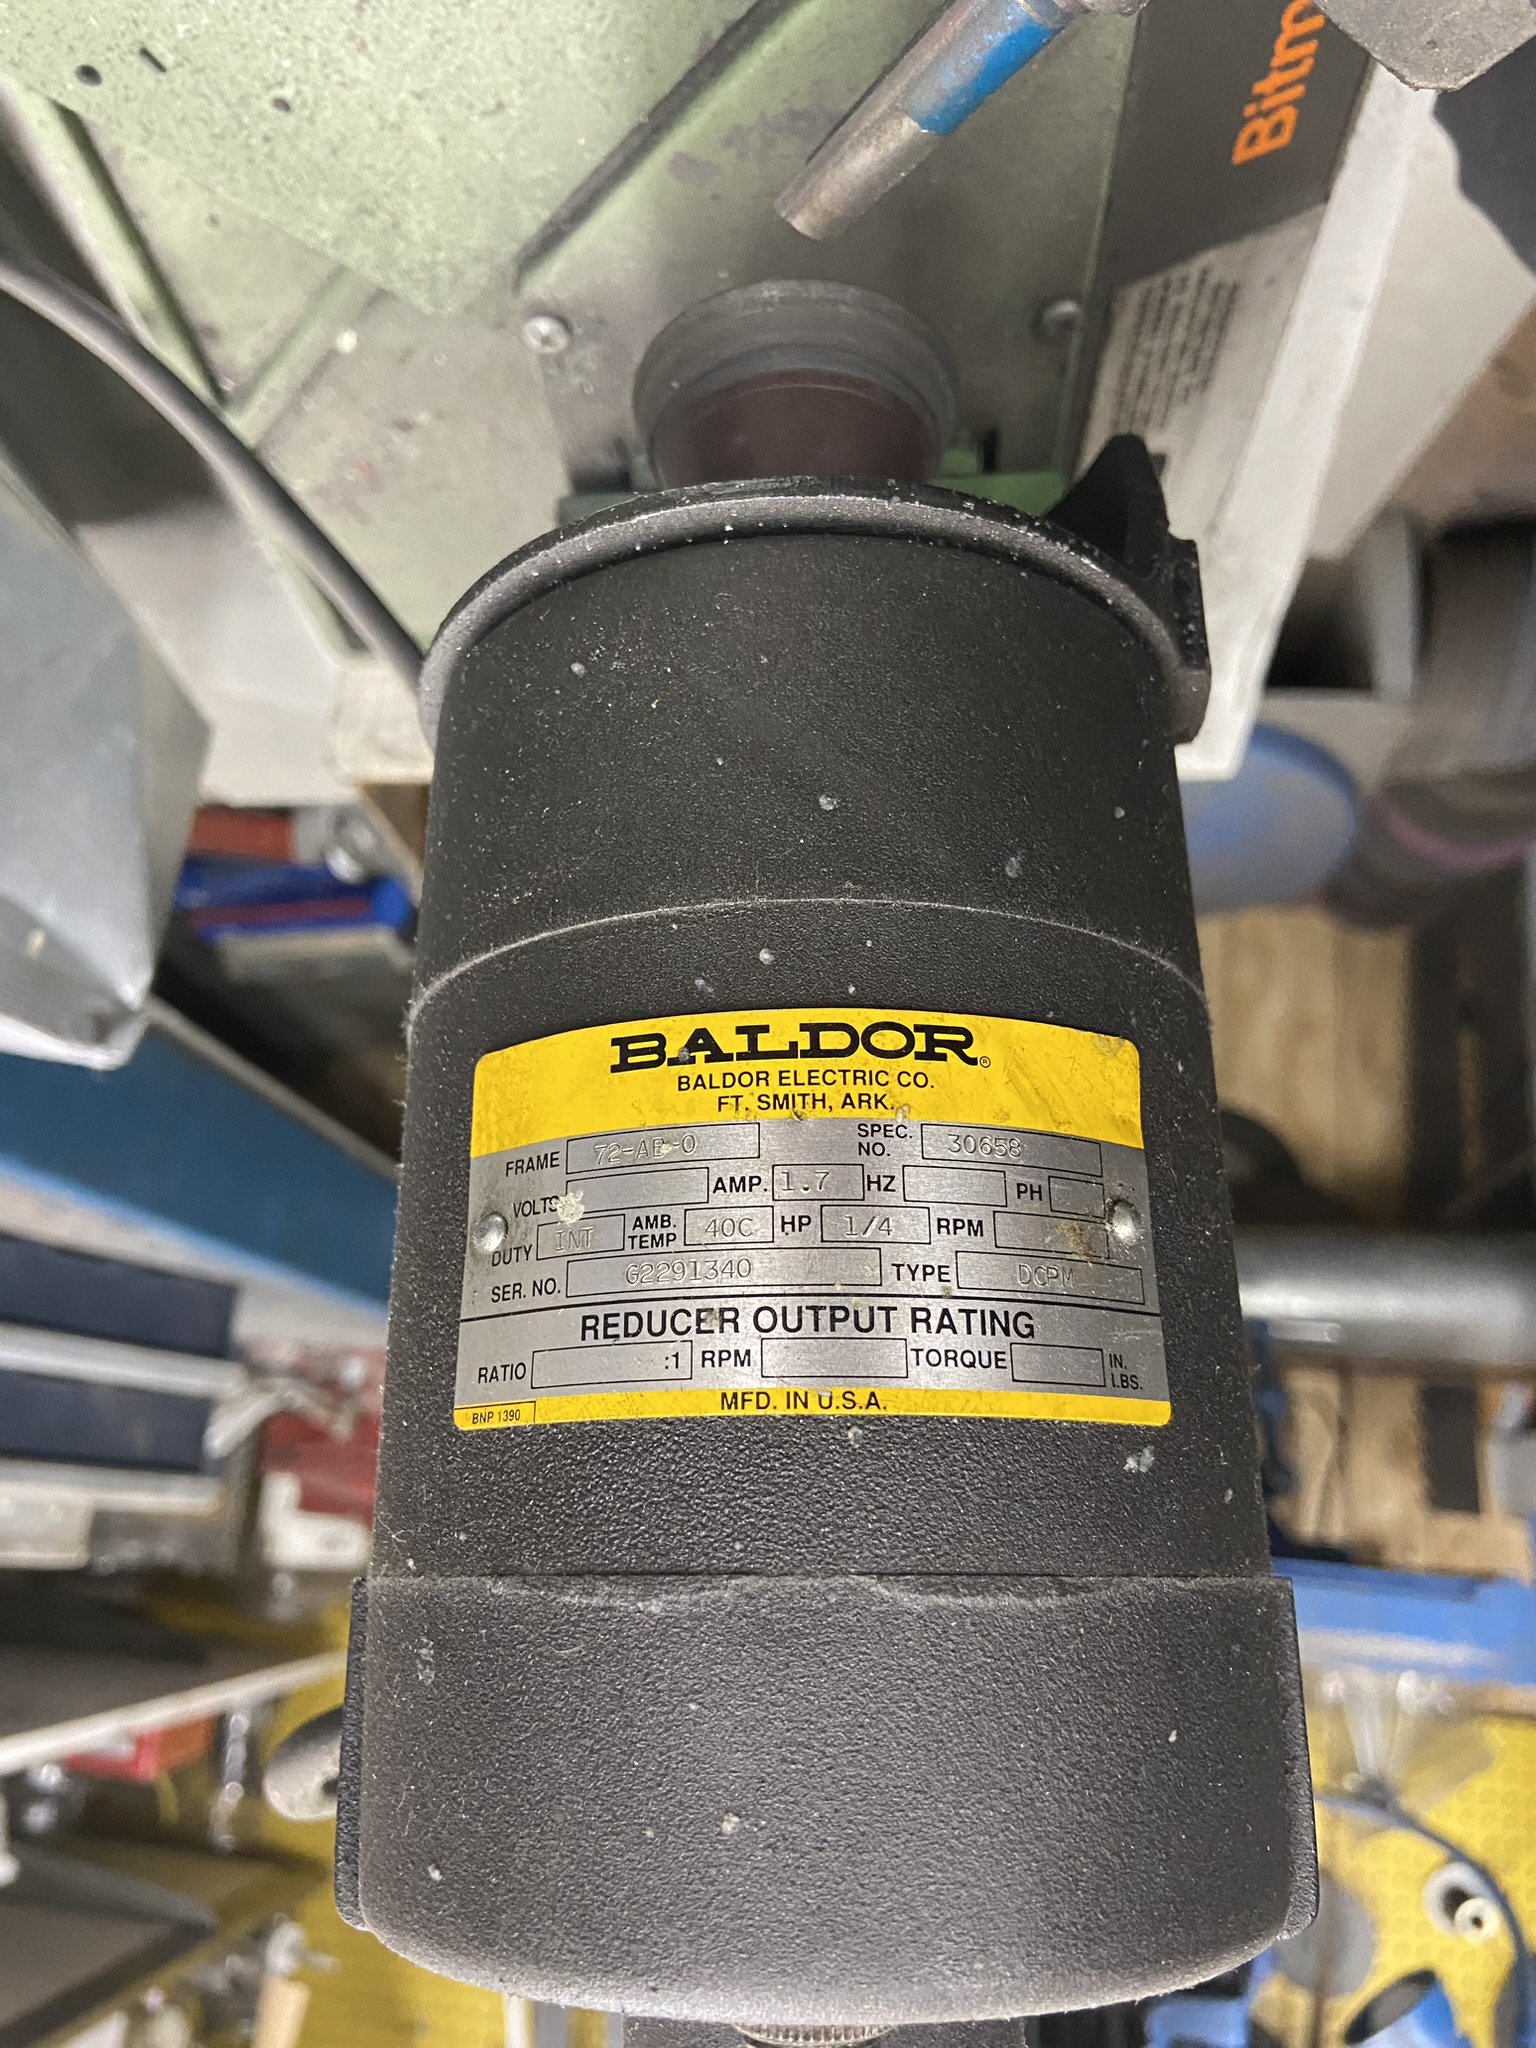 Bitm
BALDOR®
BALDOR ELECTRIC CO.
FT. SMITH, ARK.
FRAME 72-AB-0 SPEC. NO. 30658
VOLTS AMP. 1.7 HZ PH
DUTY INT AMB. TEMP 40C HP 1/4 RPM
SER. NO. G2291340 TYPE DCPM
REDUCER OUTPUT RATING
RATIO :1 RPM TORQUE IN. LBS.
MFD. IN U.S.A.
BNP 1390